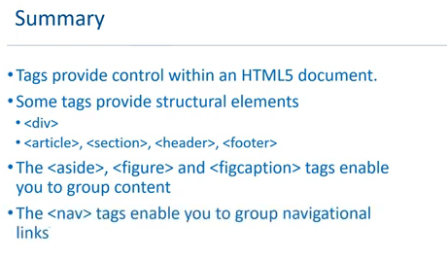 Summary
• Tags provide control within an HTML5 document.
• Some tags provide structural elements
• <div>
• <article>, <section>, <header>, <footer>
• The <aside>, <figure> and <figcaption> tags enable
you to group content
• The <nav> tags enable you to group navigational
links